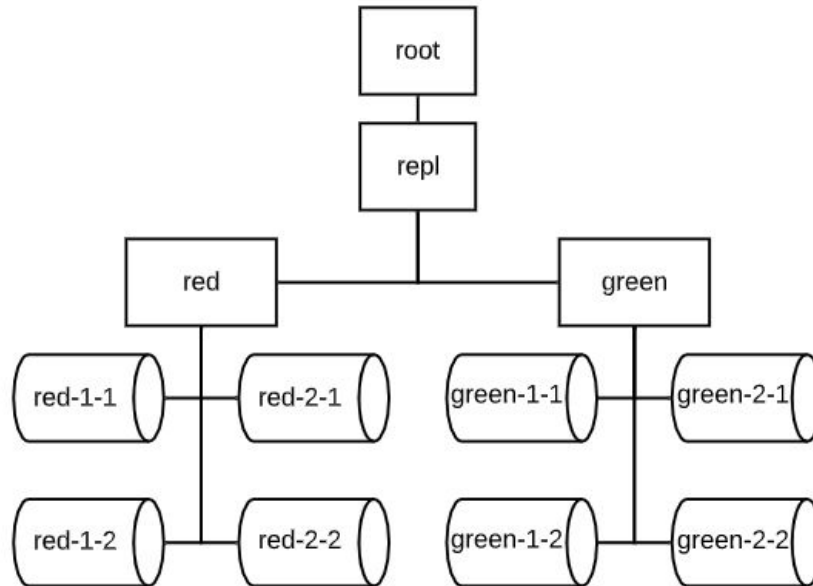 root
repl
red
green
red-1-1
red-2-1
green-1-1
green-2-1
red-1-2
red-2-2
green-1-2
green-2-2